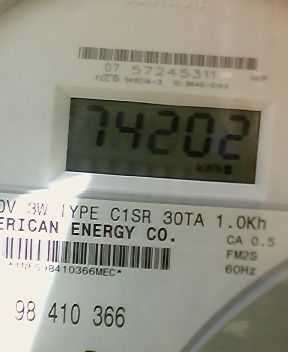 07 57245311
74202
kWh
0V 3W TYPE C1SR 30TA 1.0Kh
ERICAN ENERGY CO.
CA 0.5
FM2S
60Hz
98 410 366